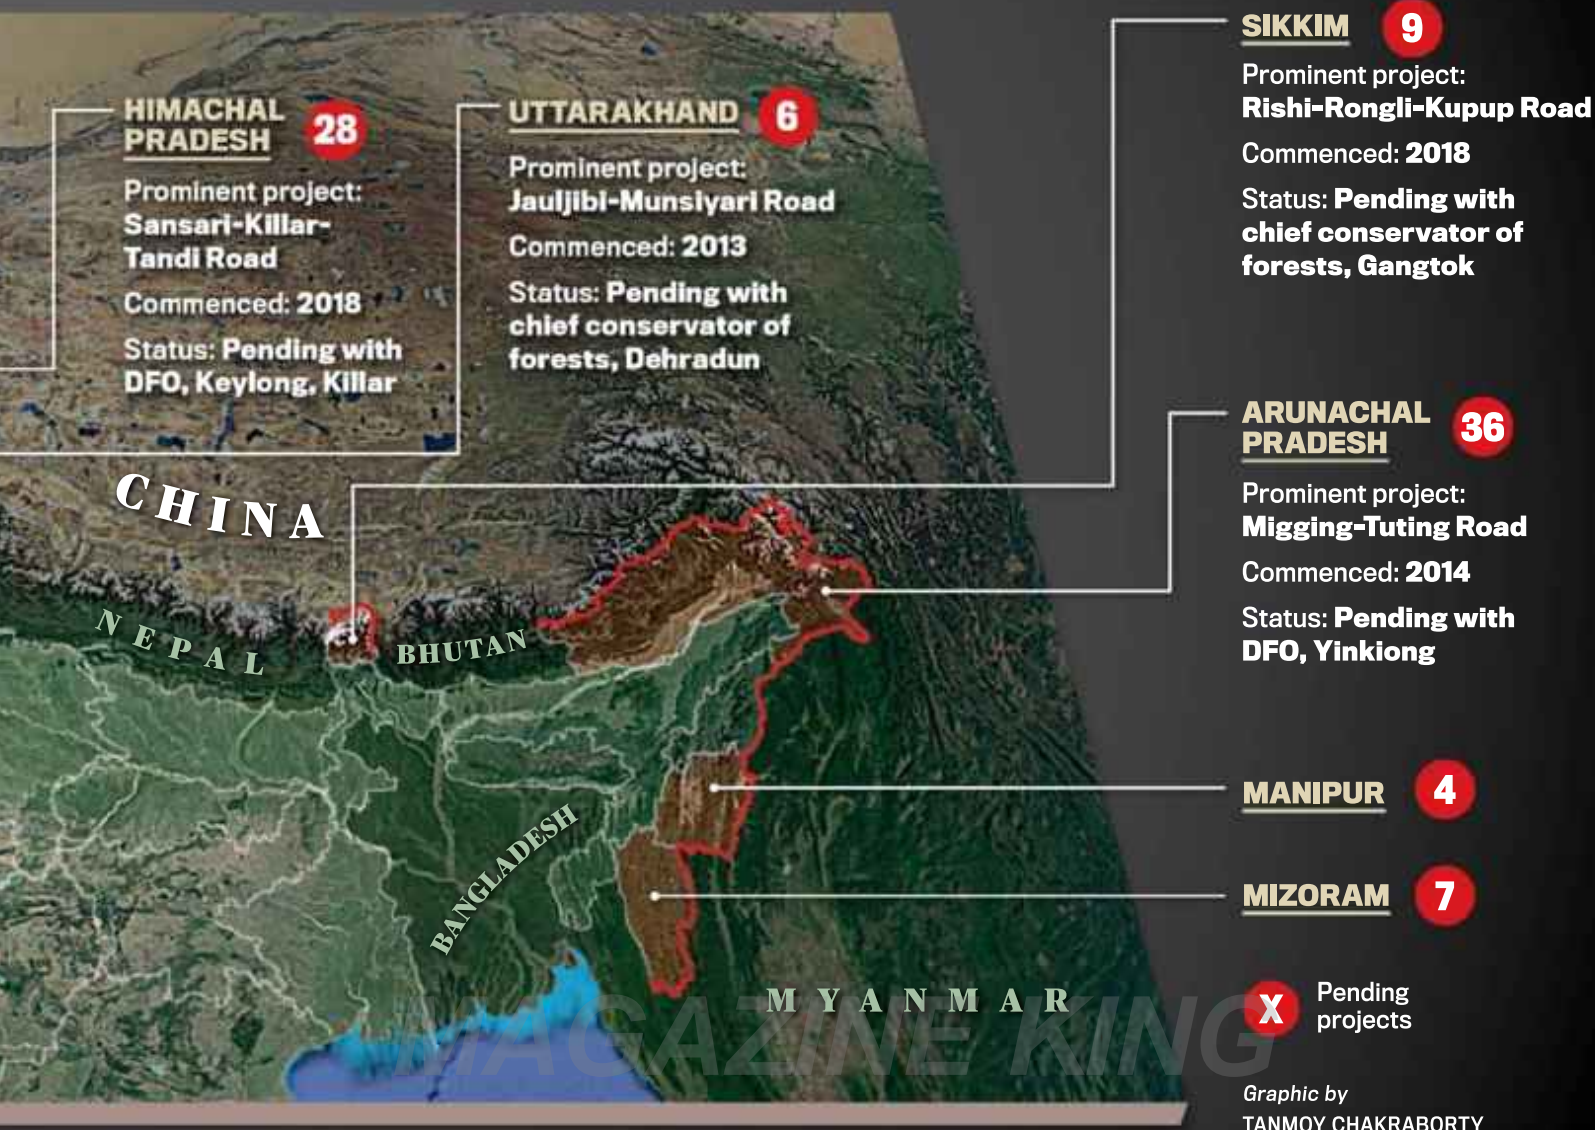 HIMACHAL
PRADESH
28
Prominent project:
Sansari-Killar-
Tandi Road
Commenced: 2018
Status: Pending with
DFO, Keylong, Killar
UTTARAKHAND
6
Prominent project:
Jauljibi-Munsiyari Road
Commenced: 2013
Status: Pending with
chief conservator of
forests, Dehradun
SIKKIM
9
Prominent project:
Rishi-Rongli-Kupup Road
Commenced: 2018
Status: Pending with
chief conservator of
forests, Gangtok
ARUNACHAL
PRADESH
36
Prominent project:
Migging-Tuting Road
Commenced: 2014
Status: Pending with
DFO, Yinkiong
MANIPUR
4
MIZORAM
7
X
Pending
projects
Graphic by
TANMOY CHAKRABORTY
CHINA
NEPAL
BHUTAN
BANGLADESH
MYANMAR
MAGAZINE KING